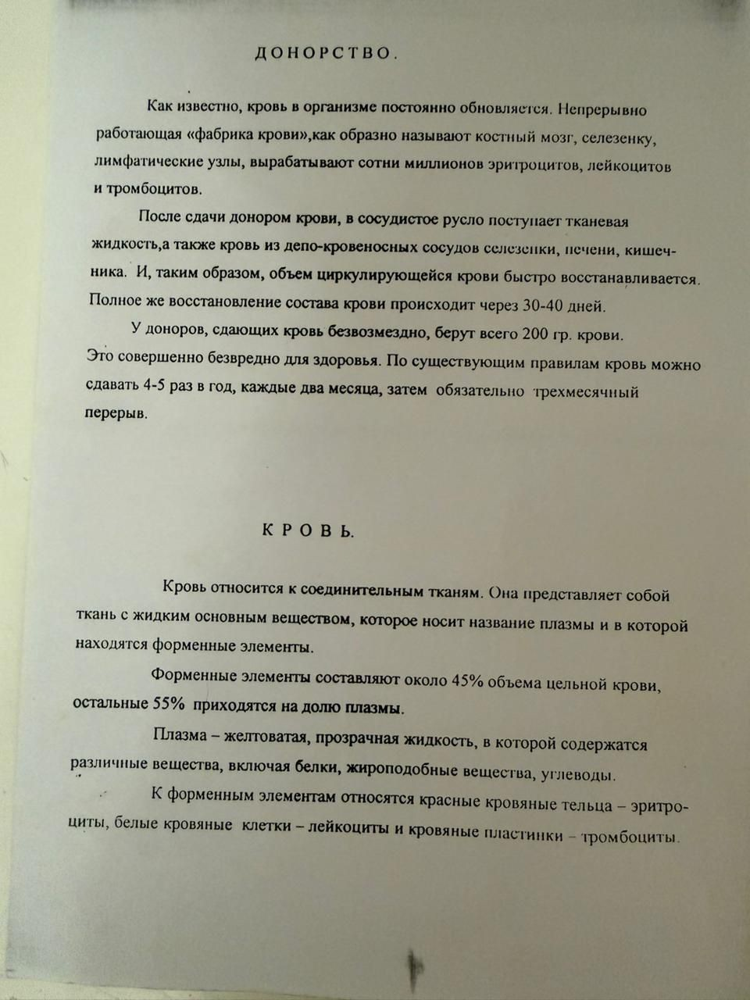 ДОНОРСТВО.
Как известно, кровь в организме постоянно обновляется. Непрерывно
работающая «фабрика крови»,как образно называют костный мозг, селезенку,
лимфатические узлы, вырабатывают сотни миллионов эритроцитов, лейкоцитов
и тромбоцитов.
После сдачи донором крови, в сосудистое русло поступает тканевая
жидкость,а также кровь из депо-кровеносных сосудов селезенки, печени, кишеч-
ника. И, таким образом, объем циркулирующейся крови быстро восстанавливается.
Полное же восстановление состава крови происходит через 30-40 дней.
У доноров, сдающих кровь безвозмездно, берут всего 200 гр. крови.
Это совершенно безвредно для здоровья. По существующим правилам кровь можно
сдавать 4-5 раз в год, каждые два месяца, затем обязательно трехмесячный
перерыв.
КРОВЬ.
Кровь относится к соединительным тканям. Она представляет собой
ткань с жидким основным веществом, которое носит название плазмы и в которой
находятся форменные элементы.
Форменные элементы составляют около 45% объема цельной крови,
остальные 55% приходятся на долю плазмы.
Плазма – желтоватая, прозрачная жидкость, в которой содержатся
различные вещества, включая белки, жироподобные вещества, углеводы.
К форменным элементам относятся красные кровяные тельца – эритро-
циты, белые кровяные клетки – лейкоциты и кровяные пластинки – тромбоциты.